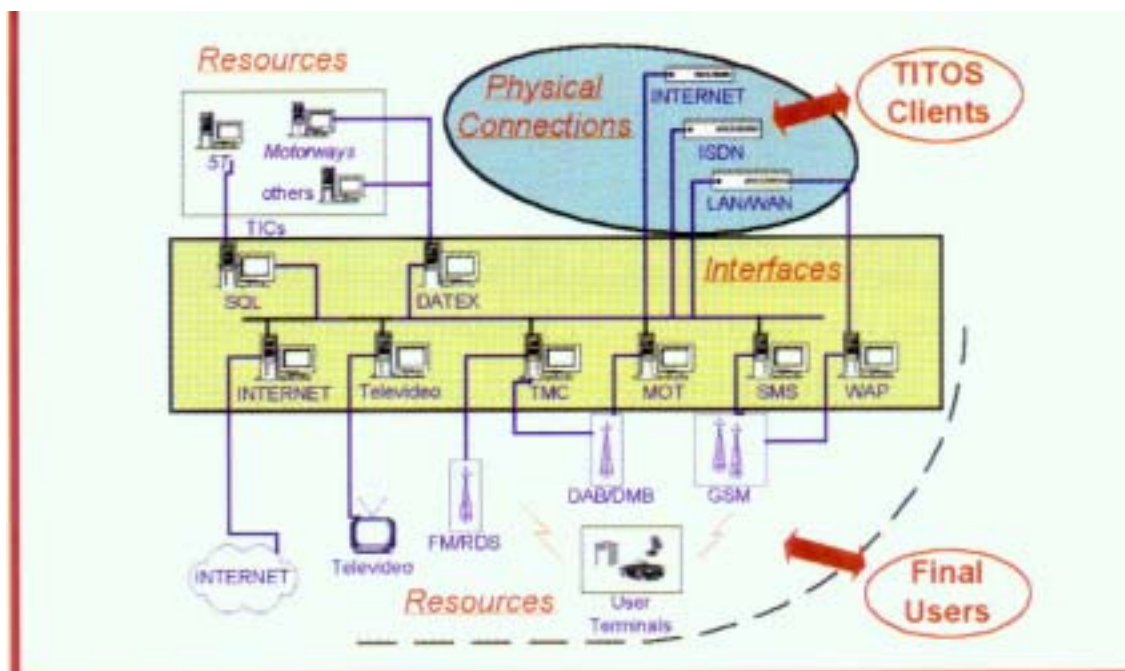 Resources
Physical
Connections
INTERNET
TITOS
Clients
5T
Motorways
ISDN
others
LAN/WAN
TICs
Interfaces
SQL
DATEX
INTERNET
Televideo
TMC
MOT
SMS
WAP
DAB/DMB
GSM
FM/RDS
INTERNET
Televideo
Resources
User
Terminals
Final
Users